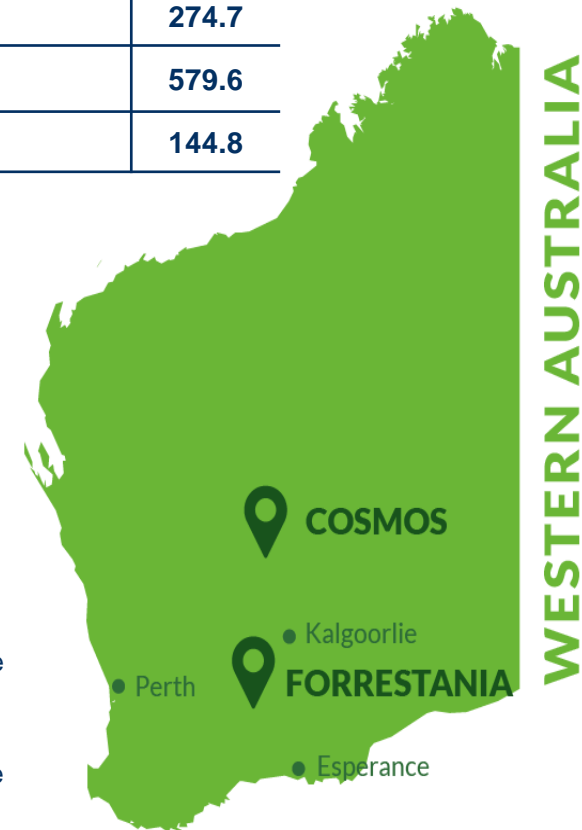 274.7
579.6
144.8
WESTERN AUSTRALIA
COSMOS
Kalgoorlie
e
FORRESTANIA
Perth
Esperance
e